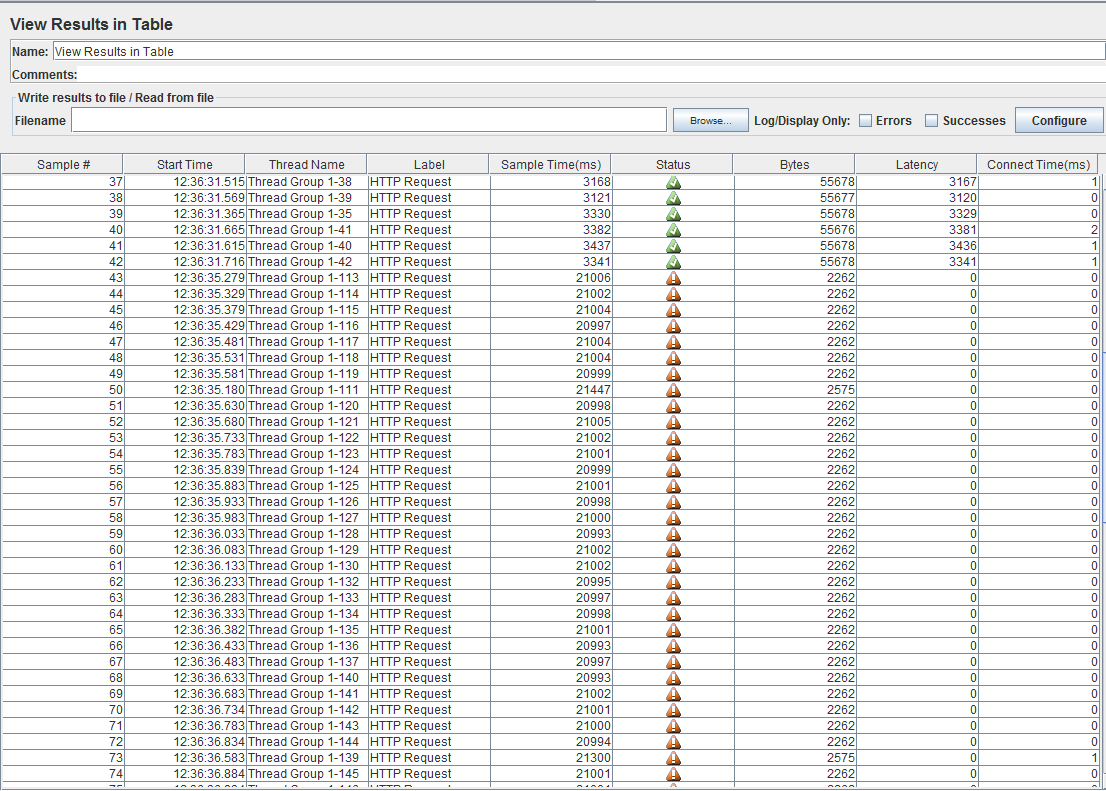 View Results in Table
Name: View Results in Table
Comments:
Write results to file / Read from file
Filename Browse... Log/Display Only: Errors Successes Configure
Sample # Start Time Thread Name Label Sample Time(ms) Status Bytes Latency Connect Time(ms)
37 12:36:31.515 Thread Group 1-38 HTTP Request 3168 55678 3167 1
38 12:36:31.569 Thread Group 1-39 HTTP Request 3121 55677 3120 0
39 12:36:31.365 Thread Group 1-35 HTTP Request 3330 55678 3329 0
40 12:36:31.665 Thread Group 1-41 HTTP Request 3382 55676 3381 2
41 12:36:31.615 Thread Group 1-40 HTTP Request 3437 55678 3436 1
42 12:36:31.716 Thread Group 1-42 HTTP Request 3341 55678 3341 1
43 12:36:35.279 Thread Group 1-113 HTTP Request 21006 2262 0 0
44 12:36:35.329 Thread Group 1-114 HTTP Request 21002 2262 0 0
45 12:36:35.379 Thread Group 1-115 HTTP Request 21004 2262 0 0
46 12:36:35.429 Thread Group 1-116 HTTP Request 20997 2262 0 0
47 12:36:35.481 Thread Group 1-117 HTTP Request 21004 2262 0 0
48 12:36:35.531 Thread Group 1-118 HTTP Request 21004 2262 0 0
49 12:36:35.581 Thread Group 1-119 HTTP Request 20999 2262 0 0
50 12:36:35.180 Thread Group 1-111 HTTP Request 21447 2575 0 0
51 12:36:35.630 Thread Group 1-120 HTTP Request 20998 2262 0 0
52 12:36:35.680 Thread Group 1-121 HTTP Request 21005 2262 0 0
53 12:36:35.733 Thread Group 1-122 HTTP Request 21002 2262 0 0
54 12:36:35.783 Thread Group 1-123 HTTP Request 21001 2262 0 0
55 12:36:35.839 Thread Group 1-124 HTTP Request 20999 2262 0 0
56 12:36:35.883 Thread Group 1-125 HTTP Request 21001 2262 0 0
57 12:36:35.933 Thread Group 1-126 HTTP Request 20998 2262 0 0
58 12:36:35.983 Thread Group 1-127 HTTP Request 21000 2262 0 0
59 12:36:36.033 Thread Group 1-128 HTTP Request 20993 2262 0 0
60 12:36:36.083 Thread Group 1-129 HTTP Request 21002 2262 0 0
61 12:36:36.133 Thread Group 1-130 HTTP Request 21002 2262 0 0
62 12:36:36.233 Thread Group 1-132 HTTP Request 20995 2262 0 0
63 12:36:36.283 Thread Group 1-133 HTTP Request 20997 2262 0 0
64 12:36:36.333 Thread Group 1-134 HTTP Request 20998 2262 0 0
65 12:36:36.382 Thread Group 1-135 HTTP Request 21001 2262 0 0
66 12:36:36.433 Thread Group 1-136 HTTP Request 20993 2262 0 0
67 12:36:36.483 Thread Group 1-137 HTTP Request 20997 2262 0 0
68 12:36:36.633 Thread Group 1-140 HTTP Request 20993 2262 0 0
69 12:36:36.683 Thread Group 1-141 HTTP Request 21002 2262 0 0
70 12:36:36.734 Thread Group 1-142 HTTP Request 21001 2262 0 0
71 12:36:36.783 Thread Group 1-143 HTTP Request 21000 2262 0 0
72 12:36:36.834 Thread Group 1-144 HTTP Request 20994 2262 0 0
73 12:36:36.583 Thread Group 1-139 HTTP Request 21300 2575 0 1
74 12:36:36.884 Thread Group 1-145 HTTP Request 21001 2262 0 0